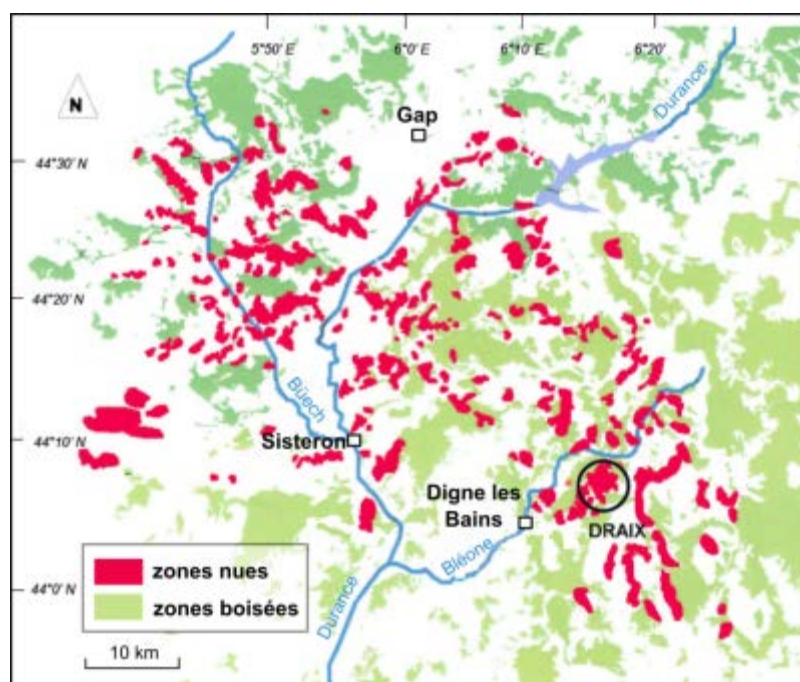 5°50' E
6°0' E
6°10' E
6°20'
N
Gap
Durance
44°30' N
44°20' N
Büech
44°10' N
Sisteron
Digne les
Bains
DRAIX
Bléone
zones nues
zones boisées
44°0' N
Durance
10 km